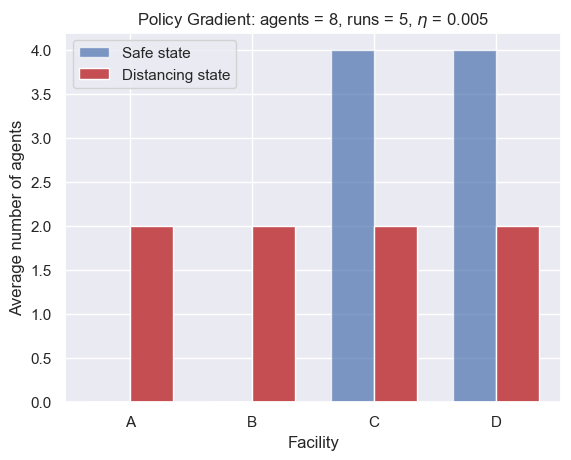 Policy Gradient: agents = 8, runs = 5, η = 0.005
Safe state
Distancing state
Average number of agents
4.0
3.5
3.0
2.5
2.0
1.5
1.0
0.5
0.0
A B C D
Facility